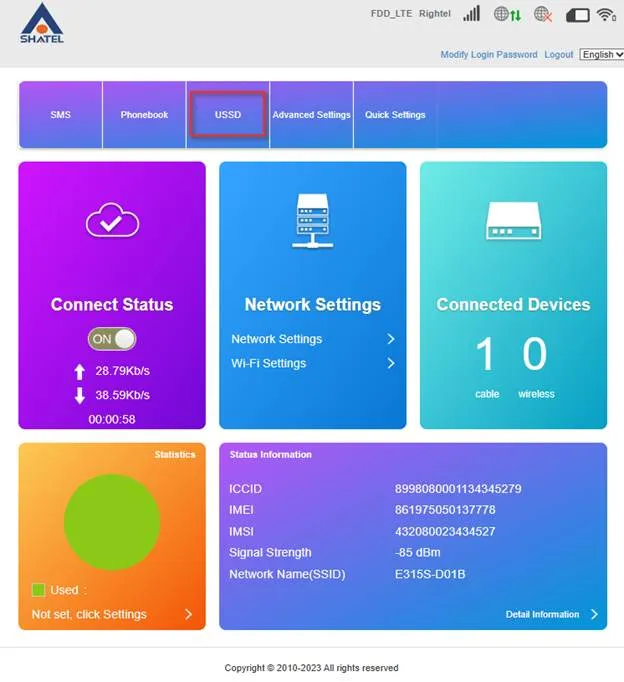 SHATEL
FDD_LTE Rightel
Modify Login Password Logout English
SMS Phonebook USSD Advanced Settings Quick Settings
Connect Status
ON
28.79Kb/s
38.59Kb/s
00:00:58
Network Settings
Network Settings
Wi-Fi Settings
Connected Devices
1 0
cable wireless
Statistics
Used :
Not set, click Settings
Status Information
ICCID 8998080001134345279
IMEI 861975050137778
IMSI 432080023434527
Signal Strength -85 dBm
Network Name(SSID) E315S-D01B
Detail Information
Copyright © 2010-2023 All rights reserved